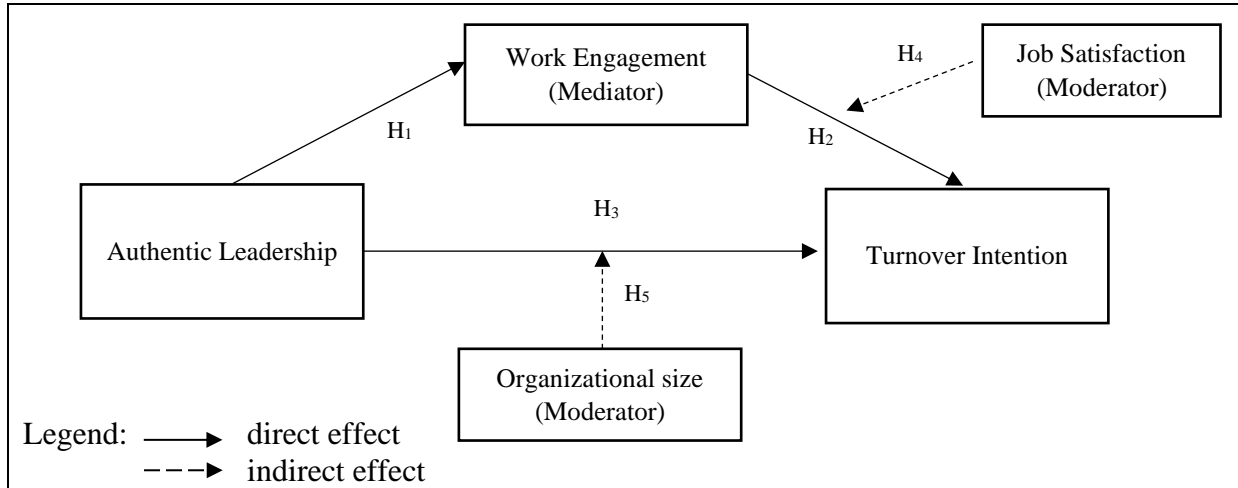 Work Engagement
(Mediator)
Job Satisfaction
(Moderator)
H4
H1
H2
Authentic Leadership
H3
Turnover Intention
H5
Organizational size
(Moderator)
Legend:
direct effect
indirect effect